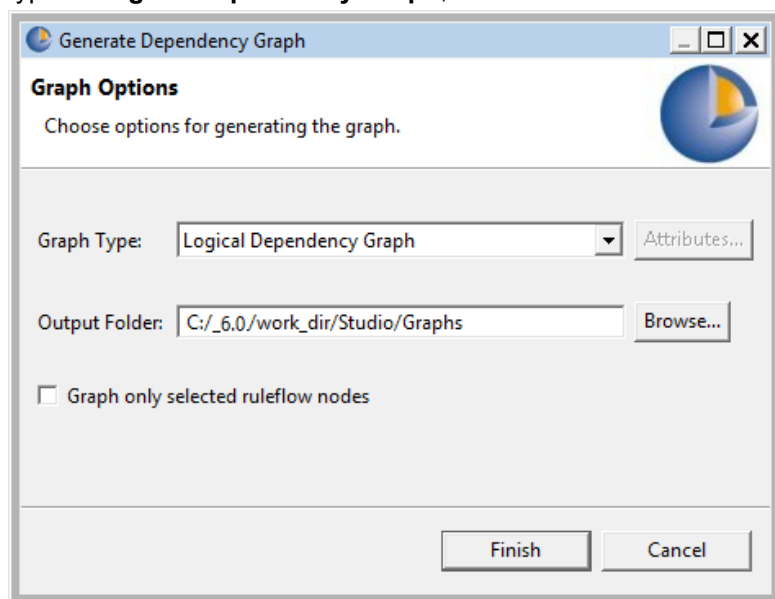 Generate Dependency Graph
Graph Options
Choose options for generating the graph.
Graph Type: Logical Dependency Graph Attributes...
Output Folder: C:/_6.0./work_dir/Studio/Graphs Browse...
Graph only selected ruleflow nodes
Finish Cancel